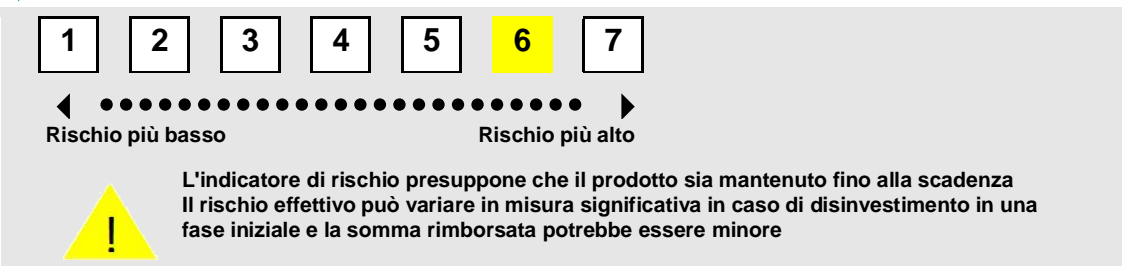 1 2 3 4 5 6 7
Rischio più basso Rischio più alto
L'indicatore di rischio presuppone che il prodotto sia mantenuto fino alla scadenza
Il rischio effettivo può variare in misura significativa in caso di disinvestimento in una
fase iniziale e la somma rimborsata potrebbe essere minore
!